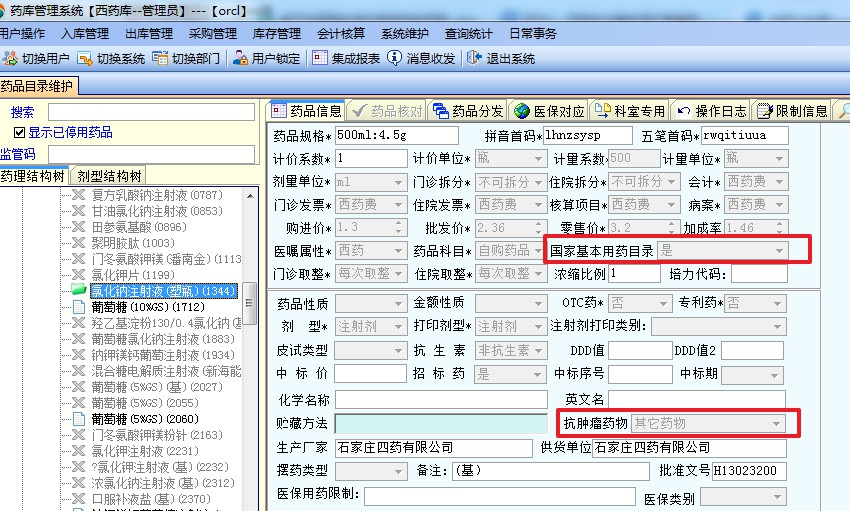 药库管理系统【西药库--管理员】---【orcl】
用户操作 入库管理 出库管理 采购管理 库存管理 会计核算 系统维护 查询统计 日常事务
切换用户 切换系统 切换部门 用户锁定 集成报表 消息收发 退出系统
药品目录维护
搜索
显示已停用药品
监管码
药理结构树 剂型结构树
复方乳酸钠注射液(0787)
甘油氯化钠注射液(0853)
田参氨基酸(0896)
聚明胶肽(1003)
门冬氨酸钾镁(番南金)(1113
氯化钾片(1199)
氯化钠注射液(塑瓶)(1344)
葡萄糖(10%GS)(1712)
羟乙基淀粉130/0.4氯化钠(基
葡萄糖氯化钠注射液(1883)
钠钾镁钙葡萄糖注射液(1934)
混合糖电解质注射液(新海能
葡萄糖(5%GS)(基)(2027)
葡萄糖(5%GS)(2055)
葡萄糖(5%GS)(2060)
门冬氨酸钾镁粉针(2163)
氯化钾注射液(2231)
?氯化钾注射液(基)(2232)
浓氯化钠注射液(基)(2312)
口服补液盐(基)(2370)
药品信息 药品核对 药品分发 医保对应 科室专用 操作日志 限制信息
药品规格* 500ml:4.5g 拼音首码* lhnzsysp 五笔首码* rwqitiuua
计价系数* 1 计价单位* 瓶 计量系数* 500 计量单位* 瓶
剂量单位* ml 门诊拆分* 不可拆分 住院拆分* 不可拆分 会计* 西药费
门诊发票* 西药费 住院发票* 西药费 核算项目* 西药费 病案* 西药费
购进价* 1.3 批发价* 2.36 零售价* 3.2 加成率 1.46
医嘱属性* 西药 药品科目* 自购药品 国家基本用药目录 是
门诊取整* 每次取整 住院取整* 每次取整 浓缩比例 1 培力代码:
药品性质 金额性质 OTC药* 否 专利药* 否
剂 型* 注射剂 打印剂型* 注射剂 注射剂打印类别:
皮试类型 抗 生 素 非抗生素 DDD值 DDD值2
中 标 价 招 标 药 是 中标序号 中标期
化学名称 英文名
贮藏方法 抗肿瘤药物 其它药物
生产厂家 石家庄四药有限公司 供货单位 石家庄四药有限公司
摆药类型 备注: (基) 批准文号 H13023200
医保用药限制: 医保类别